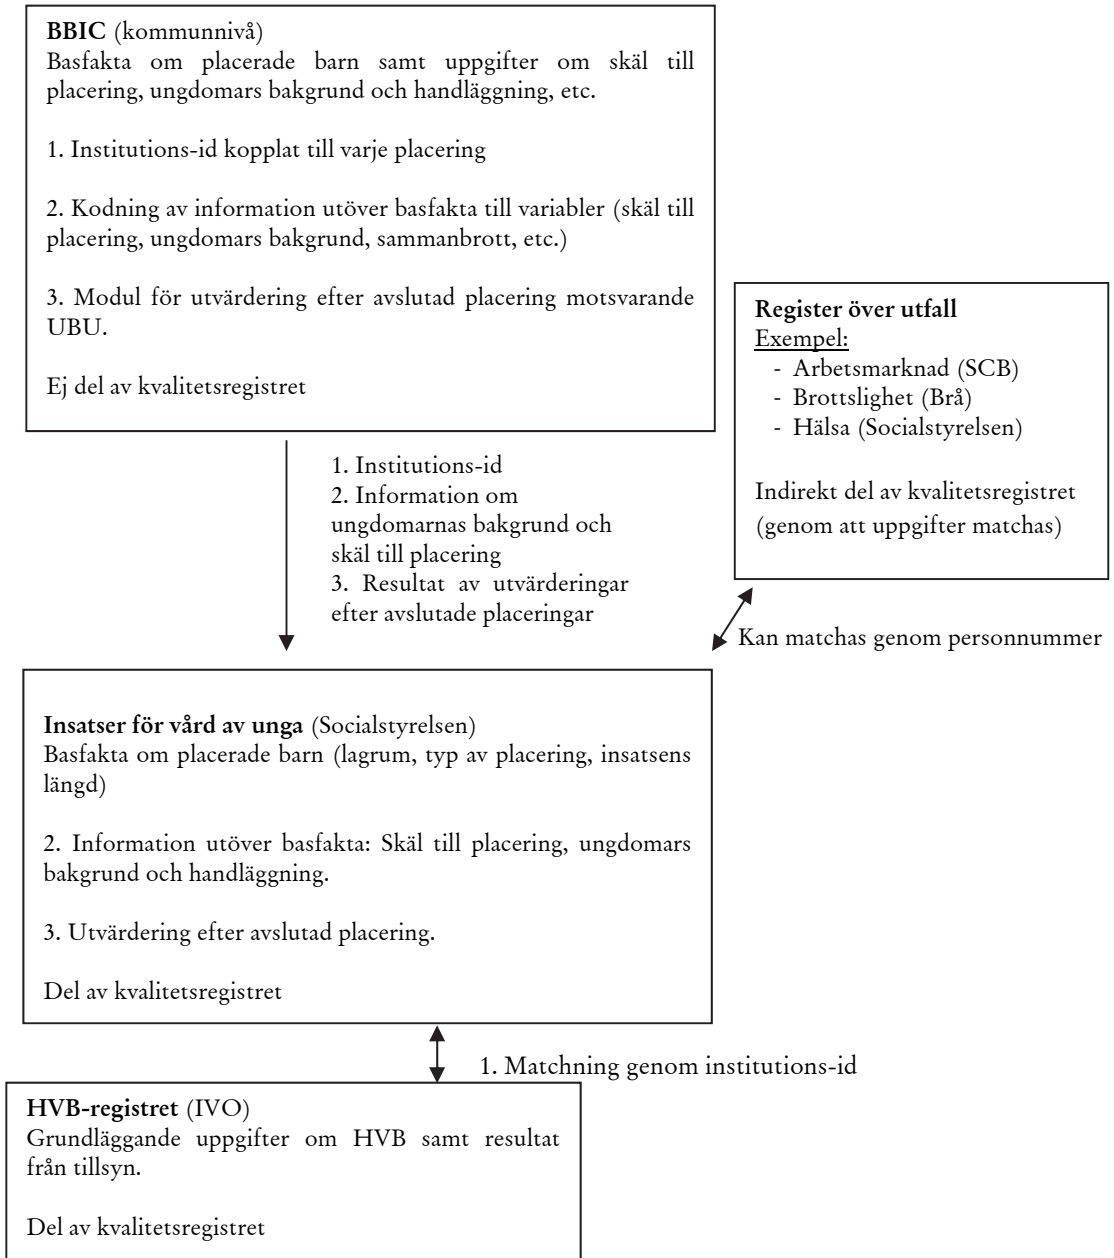 BBIC (kommunnivå)
Basfakta om placerade barn samt uppgifter om skäl till
placering, ungdomars bakgrund och handläggning, etc.
1. Institutions-id kopplat till varje placering
2. Kodning av information utöver basfakta till variabler (skäl till
placering, ungdomars bakgrund, sammanbrott, etc.)
3. Modul för utvärdering efter avslutad placering motsvarande
UBU.
Ej del av kvalitetsregistret
Register över utfall
Exempel:
- Arbetsmarknad (SCB)
- Brottslighet (Brå)
- Hälsa (Socialstyrelsen)
Indirekt del av kvalitetsregistret
(genom att uppgifter matchas)
1. Institutions-id
2. Information om
ungdomarnas bakgrund och
skäl till placering
3. Resultat av utvärderingar
efter avslutade placeringar
Kan matchas genom personnummer
Insatser för vård av unga (Socialstyrelsen)
Basfakta om placerade barn (lagrum, typ av placering, insatsens
längd)
2. Information utöver basfakta: Skäl till placering, ungdomars
bakgrund och handläggning.
3. Utvärdering efter avslutad placering.
Del av kvalitetsregistret
1. Matchning genom institutions-id
HVB-registret (IVO)
Grundläggande uppgifter om HVB samt resultat
från tillsyn.
Del av kvalitetsregistret